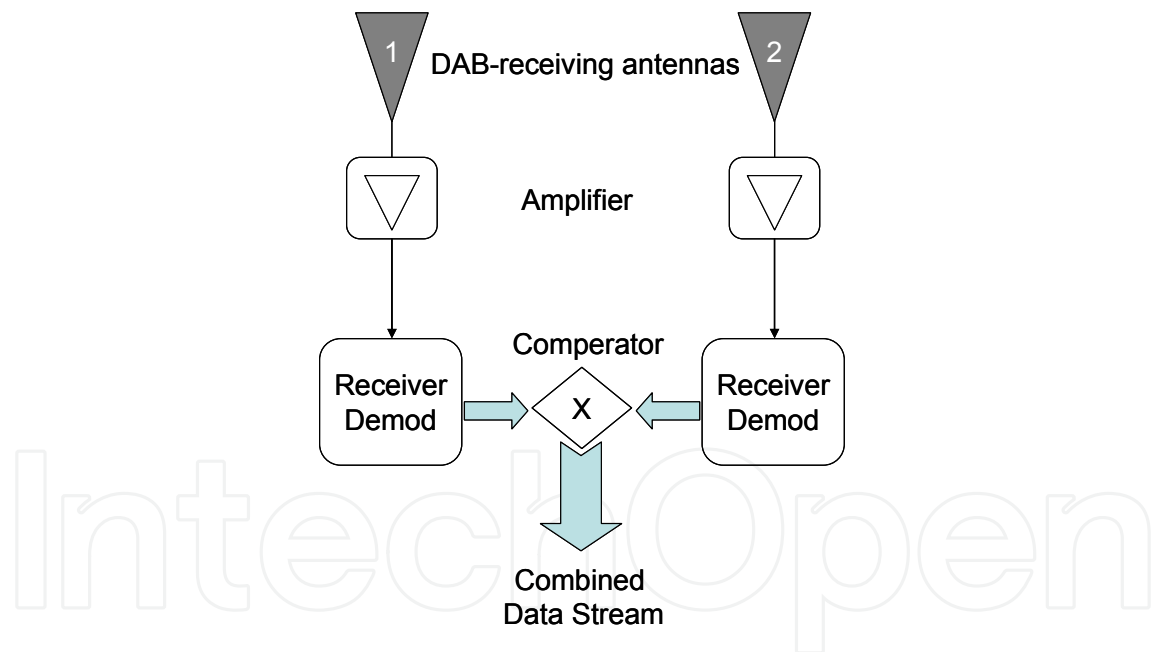 1
DAB-receiving antennas
2
Amplifier
Comperator
Receiver
Demod
X
Receiver
Demod
Combined
Data Stream
IntechOpen